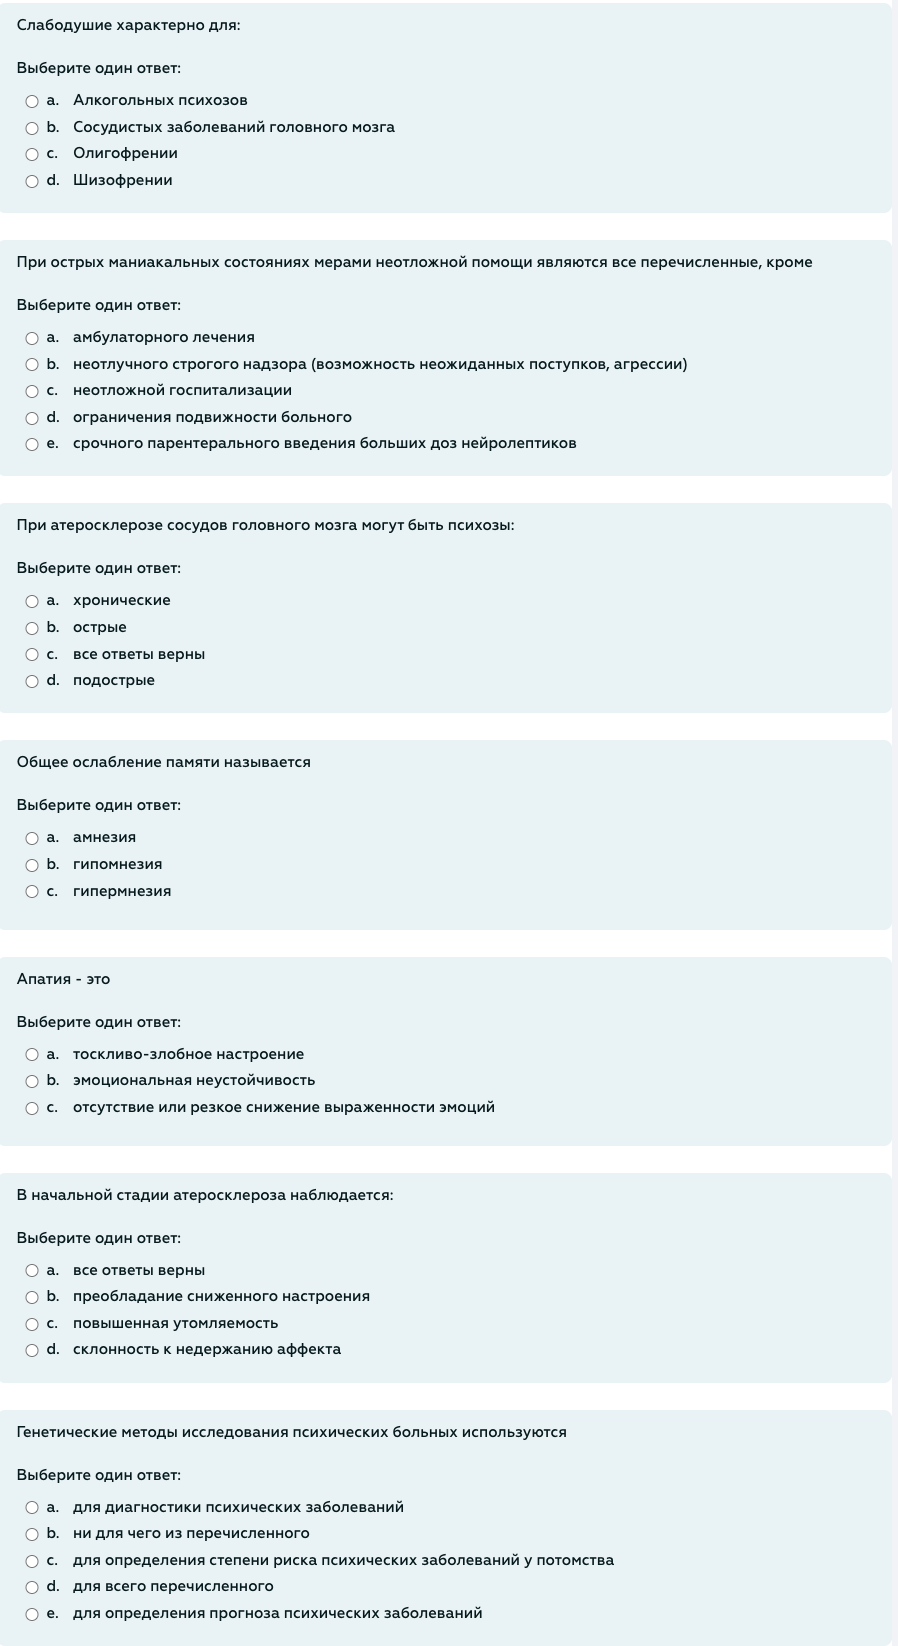 Слабодушие характерно для:
Выберите один ответ:
a. Алкогольных психозов
b. Сосудистых заболеваний головного мозга
c. Олигофрении
d. Шизофрении
При острых маниакальных состояниях мерами неотложной помощи являются все перечисленные, кроме
Выберите один ответ:
a. амбулаторного лечения
b. неотлучного строгого надзора (возможность неожиданных поступков, агрессии)
c. неотложной госпитализации
d. ограничения подвижности больного
e. срочного парентерального введения больших доз нейролептиков
При атеросклерозе сосудов головного мозга могут быть психозы:
Выберите один ответ:
a. хронические
b. острые
c. все ответы верны
d. подострые
Общее ослабление памяти называется
Выберите один ответ:
a. амнезия
b. гипомнезия
c. гипермнезия
Апатия - это
Выберите один ответ:
a. тоскливо-злобное настроение
b. эмоциональная неустойчивость
c. отсутствие или резкое снижение выраженности эмоций
В начальной стадии атеросклероза наблюдается:
Выберите один ответ:
a. все ответы верны
b. преобладание сниженного настроения
c. повышенная утомляемость
d. склонность к недержанию аффекта
Генетические методы исследования психических больных используются
Выберите один ответ:
a. для диагностики психических заболеваний
b. ни для чего из перечисленного
c. для определения степени риска психических заболеваний у потомства
d. для всего перечисленного
e. для определения прогноза психических заболеваний